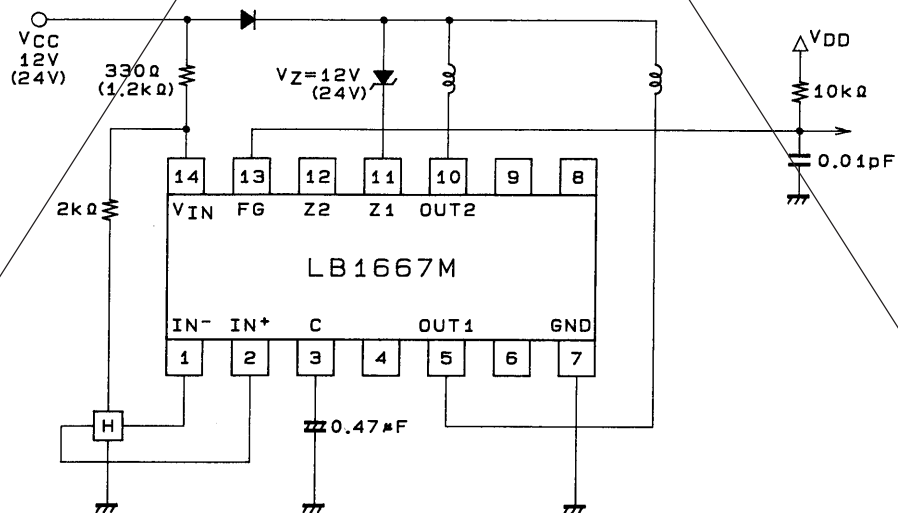 VCC
12V
(24V)
330Ω
(1.2kΩ)
VZ=12V
(24V)
VDD
10kΩ
0.01pF
2kΩ
14 13 12 11 10 9 8
VIN FG Z2 Z1 OUT2
LB1667M
IN- IN+ C OUT1 GND
1 2 3 4 5 6 7
H
0.47μF